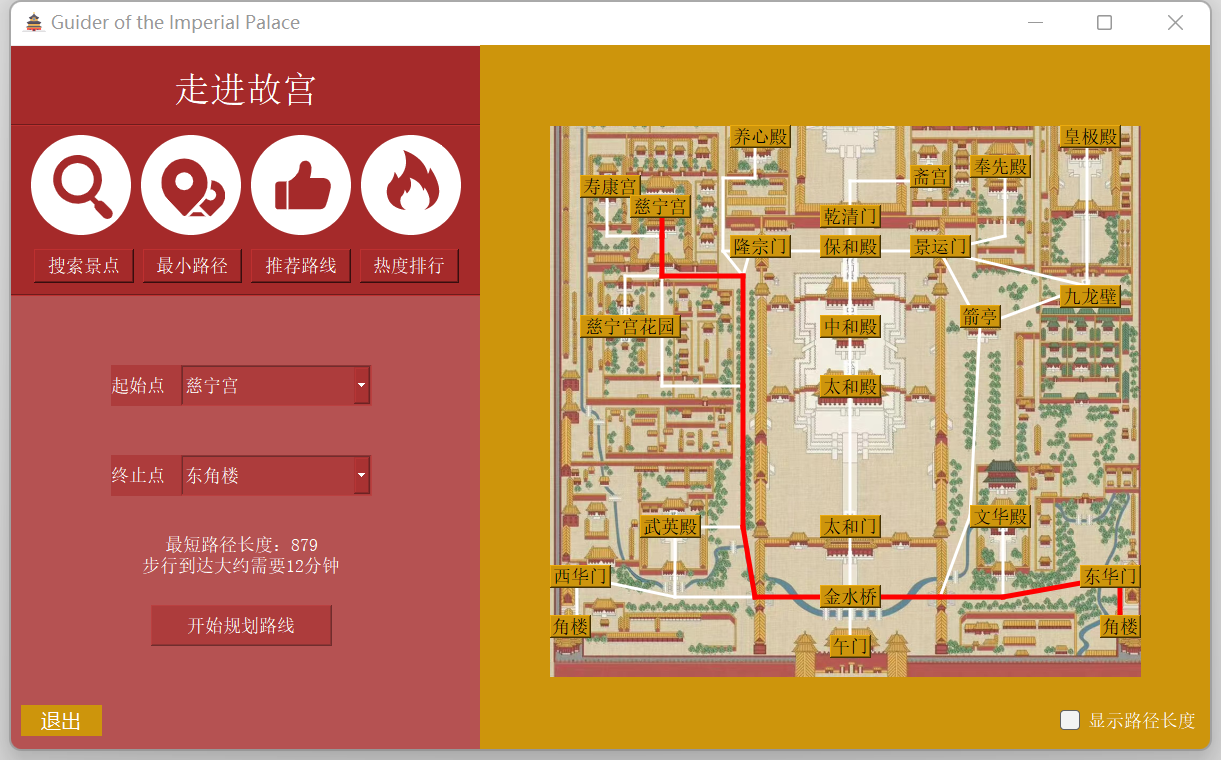 Guider of the Imperial Palace
走进故宫
搜索景点
最小路径
推荐路线
热度排行
起始点
慈宁宫
终止点
东角楼
最短路径长度：879
步行到达大约需要12分钟
开始规划路线
退出
养心殿
皇极殿
奉先殿
斋宫
寿康宫
慈宁宫
乾清门
隆宗门
保和殿
景运门
九龙壁
箭亭
慈宁宫花园
中和殿
太和殿
文华殿
武英殿
太和门
西华门
东华门
金水桥
角楼
角楼
午门
显示路径长度